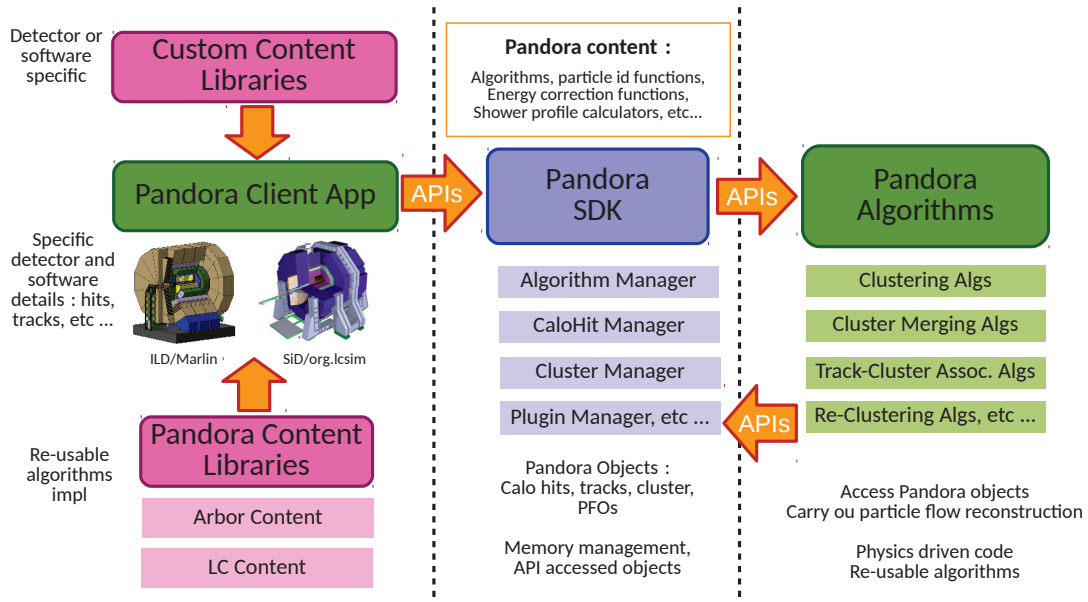 Detector or
software
specific
Custom Content
Libraries
Pandora Client App
APIs
Specific
detector and
software
details : hits,
tracks, etc ...
ILD/Marlin
SiD/org.lcsim
Re-usable
algorithms
impl
Pandora Content
Libraries
Arbor Content
LC Content
Pandora content :
Algorithms, particle id functions,
Energy correction functions,
Shower profile calculators, etc...
Pandora
SDK
APIs
Algorithm Manager
CaloHit Manager
Cluster Manager
Plugin Manager, etc ...
APIs
Pandora Objects :
Calo hits, tracks, cluster,
PFOs
Memory management,
API accessed objects
Pandora
Algorithms
Clustering Algs
Cluster Merging Algs
Track-Cluster Assoc. Algs
Re-Clustering Algs, etc ...
Access Pandora objects
Carry ou particle flow reconstruction
Physics driven code
Re-usable algorithms